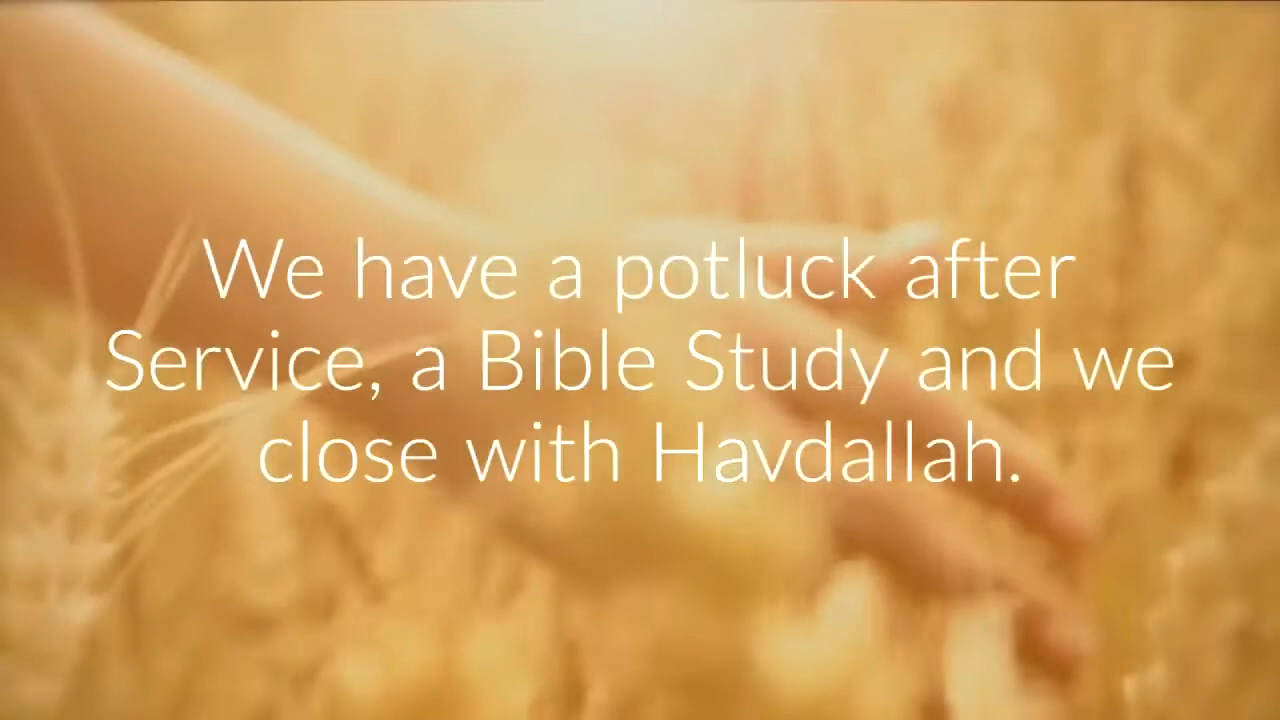 We have a potluck after
Service, a Bible Study and we
close with Havdallah.